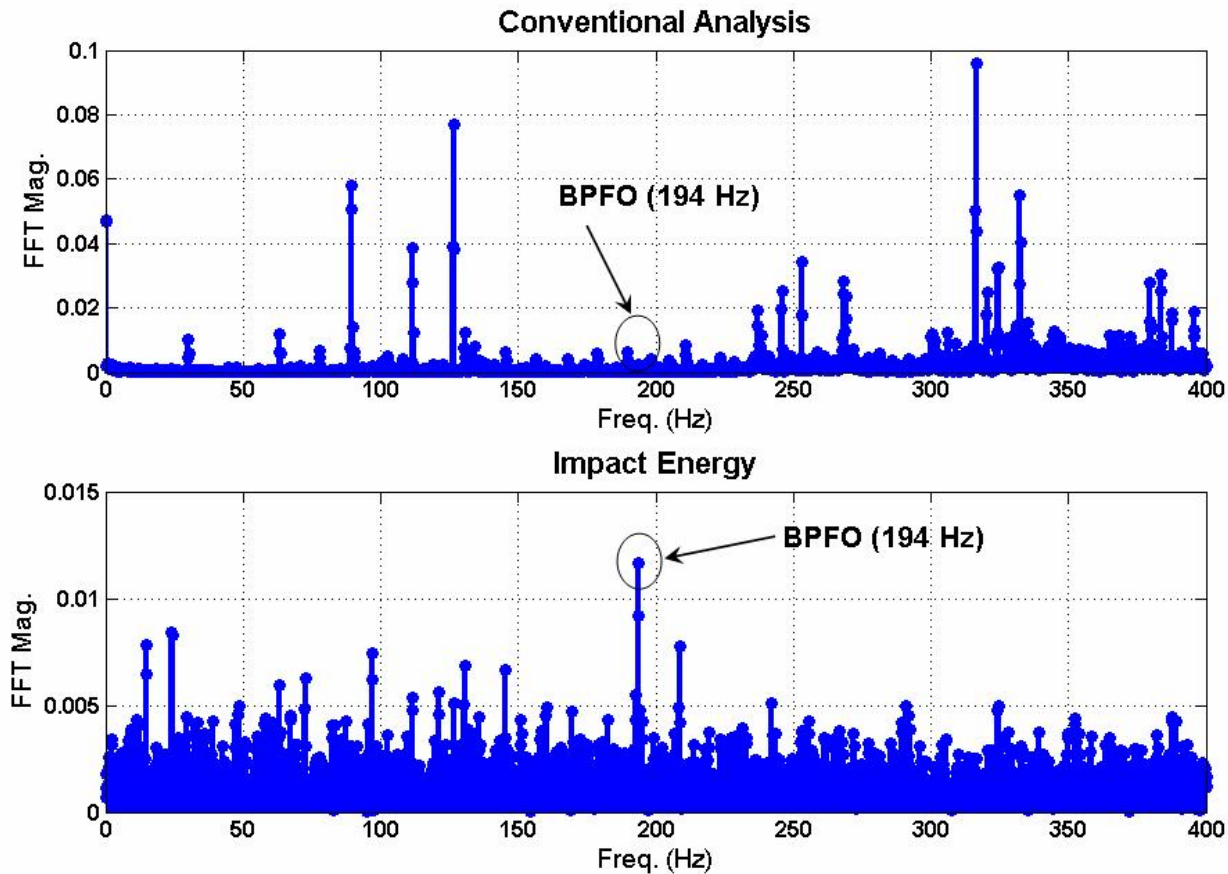 Conventional Analysis
0.1
0.08
0.06
0.04
0.02
0
FFT Mag.
BPFO (194 Hz)
0 50 100 150 200 250 300 350 400
Freq. (Hz)
Impact Energy
0.015
0.01
0.005
0
FFT Mag.
BPFO (194 Hz)
0 50 100 150 200 250 300 350 400
Freq. (Hz)